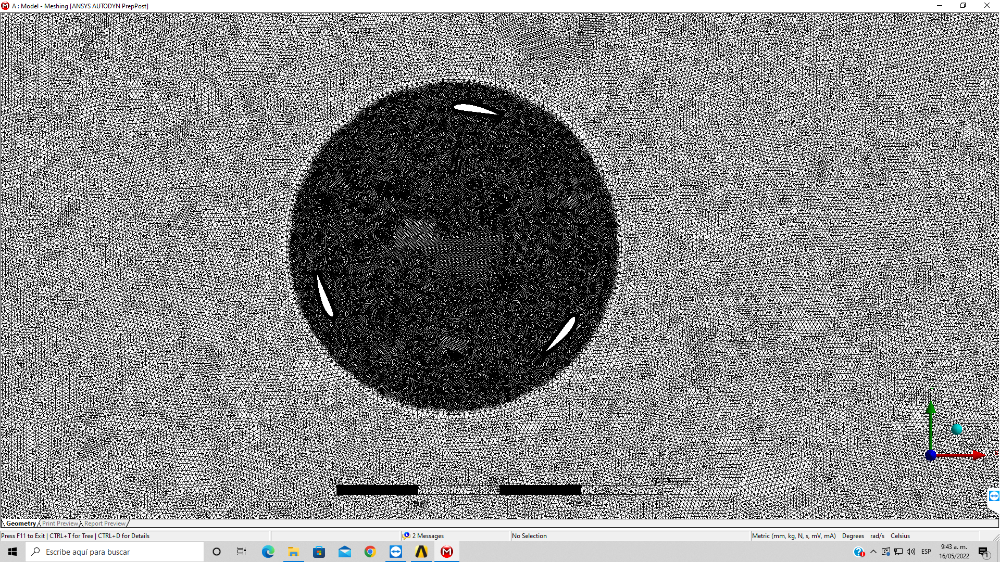 A : Model - Meshing [ANSYS AUTODYN PrepPost]
Geometry Print Preview Report Preview
Press F11 to Exit | CTRL+T for Tree | CTRL+D for Details
2 Messages
No Selection
Metric (mm, kg, N, s, mV, mA) Degrees rad/s Celsius
Escribe aquí para buscar
ESP
9:43 a. m.
16/05/2022
1